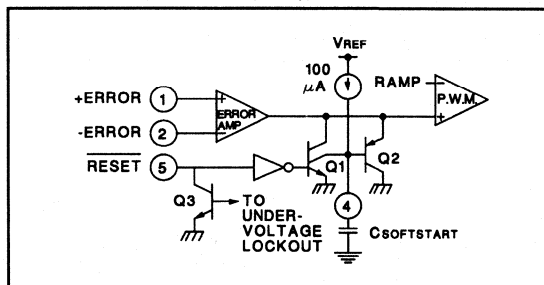 VREF
100
μA
RAMP
P.W.M.
+ERROR
1
ERROR
AMP
-ERROR
2
RESET
5
Q1
Q2
Q3
TO
UNDER-
VOLTAGE
LOCKOUT
4
CSOFTSTART